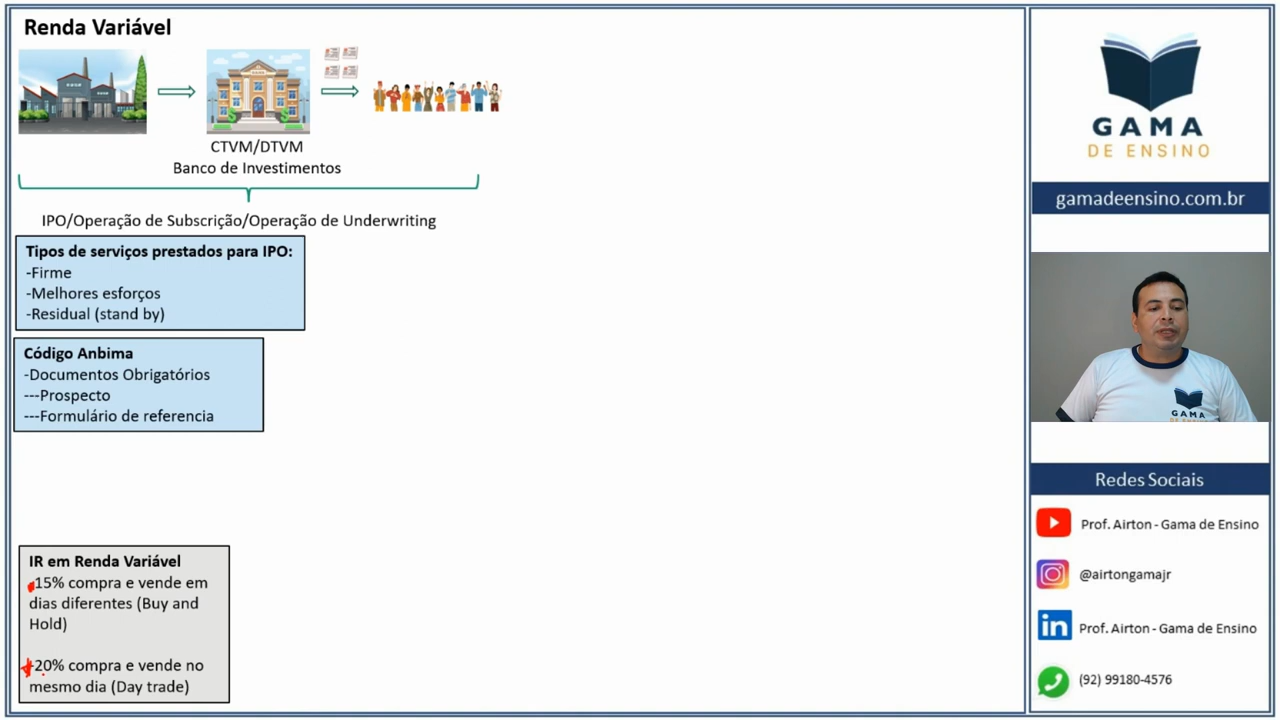 Renda Variável
CTVM/DTVM
Banco de Investimentos
IPO/Operação de Subscrição/Operação de Underwriting
Tipos de serviços prestados para IPO:
-Firme
-Melhores esforços
-Residual (stand by)
Código Anbima
-Documentos Obrigatórios
---Prospecto
---Formulário de referencia
IR em Renda Variável
-15% compra e vende em
dias diferentes (Buy and
Hold)
-20% compra e vende no
mesmo dia (Day trade)
GAMA
DE ENSINO
gamadeensino.com.br
GAMA
DE ENSINO
Redes Sociais
Prof. Airton - Gama de Ensino
@airtongamajr
in
Prof. Airton - Gama de Ensino
(92) 99180-4576